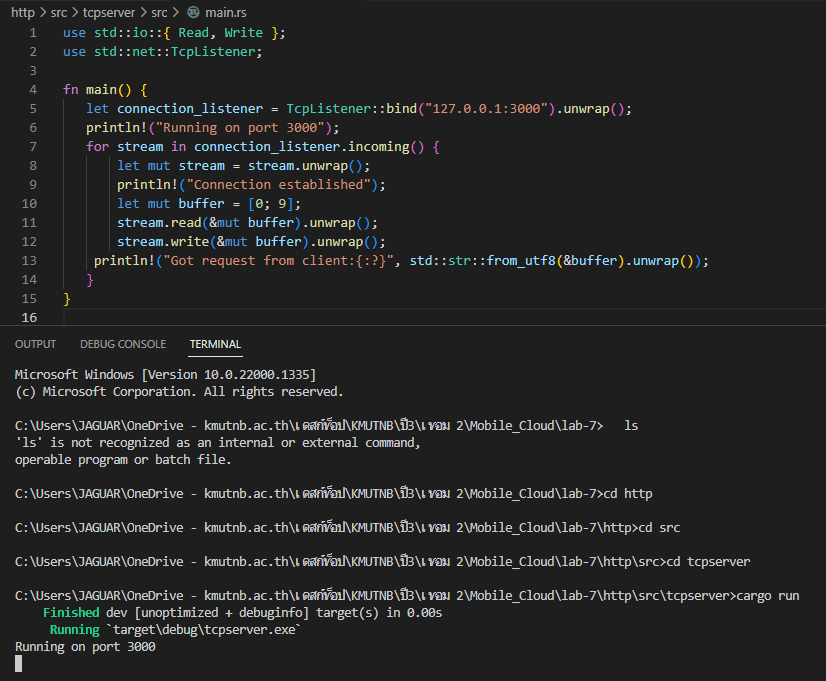 http > src > tcpserver > src > main.rs
1 use std::io::{ Read, Write };
2 use std::net::TcpListener;
3
4 fn main() {
5 let connection_listener = TcpListener::bind("127.0.0.1:3000").unwrap();
6 println!("Running on port 3000");
7 for stream in connection_listener.incoming() {
8 let mut stream = stream.unwrap();
9 println!("Connection established");
10 let mut buffer = [0; 9];
11 stream.read(&mut buffer).unwrap();
12 stream.write(&mut buffer).unwrap();
13 println!("Got request from client:{:?}", std::str::from_utf8(&buffer).unwrap());
14 }
15 }
16
OUTPUT DEBUG CONSOLE TERMINAL
Microsoft Windows [Version 10.0.22000.1335]
(c) Microsoft Corporation. All rights reserved.
C:\Users\JAGUAR\OneDrive - kmutnb.ac.th\เดสก์ท็อป\KMUTNB\ปี3\เทอม 2\Mobile_Cloud\lab-7> ls
'ls' is not recognized as an internal or external command,
operable program or batch file.
C:\Users\JAGUAR\OneDrive - kmutnb.ac.th\เดสก์ท็อป\KMUTNB\ปี3\เทอม 2\Mobile_Cloud\lab-7>cd http
C:\Users\JAGUAR\OneDrive - kmutnb.ac.th\เดสก์ท็อป\KMUTNB\ปี3\เทอม 2\Mobile_Cloud\lab-7\http>cd src
C:\Users\JAGUAR\OneDrive - kmutnb.ac.th\เดสก์ท็อป\KMUTNB\ปี3\เทอม 2\Mobile_Cloud\lab-7\http\src>cd tcpserver
C:\Users\JAGUAR\OneDrive - kmutnb.ac.th\เดสก์ท็อป\KMUTNB\ปี3\เทอม 2\Mobile_Cloud\lab-7\http\src\tcpserver>cargo run
Finished dev [unoptimized + debuginfo] target(s) in 0.00s
Running `target\debug\tcpserver.exe`
Running on port 3000